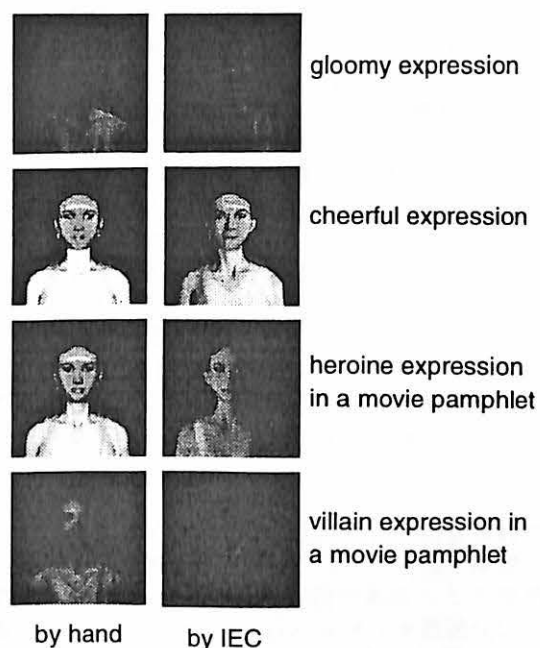 gloomy expression
cheerful expression
heroine expression
in a movie pamphlet
villain expression in
a movie pamphlet
by hand
by IEC